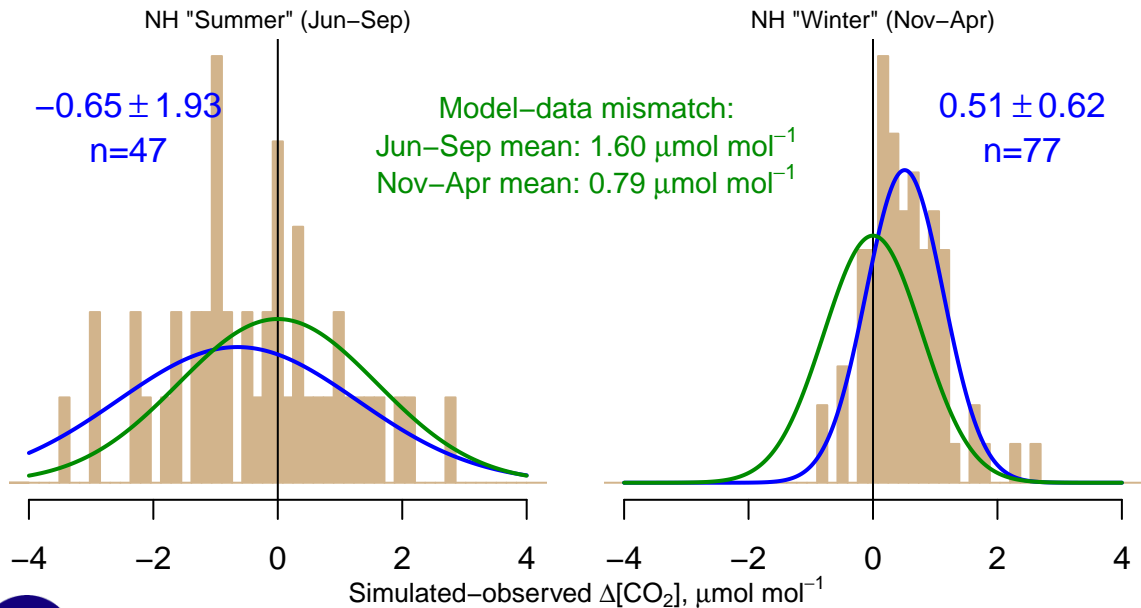 NH "Summer" (Jun−Sep)
NH "Winter" (Nov−Apr)
−0.65 ± 1.93
n=47
Model−data mismatch:
Jun−Sep mean: 1.60 μmol mol⁻¹
Nov−Apr mean: 0.79 μmol mol⁻¹
0.51 ± 0.62
n=77
−4 −2 0 2 4
−4 −2 0 2 4
Simulated−observed Δ[CO₂], μmol mol⁻¹